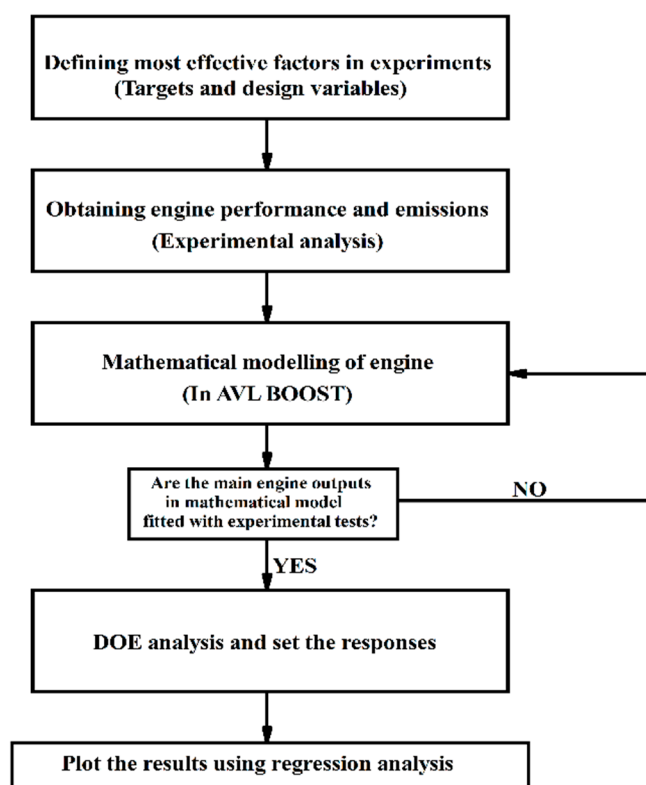 Defining most effective factors in experiments
(Targets and design variables)
Obtaining engine performance and emissions
(Experimental analysis)
Mathematical modelling of engine
(In AVL BOOST)
Are the main engine outputs
in mathematical model
fitted with experimental tests?
NO
YES
DOE analysis and set the responses
Plot the results using regression analysis